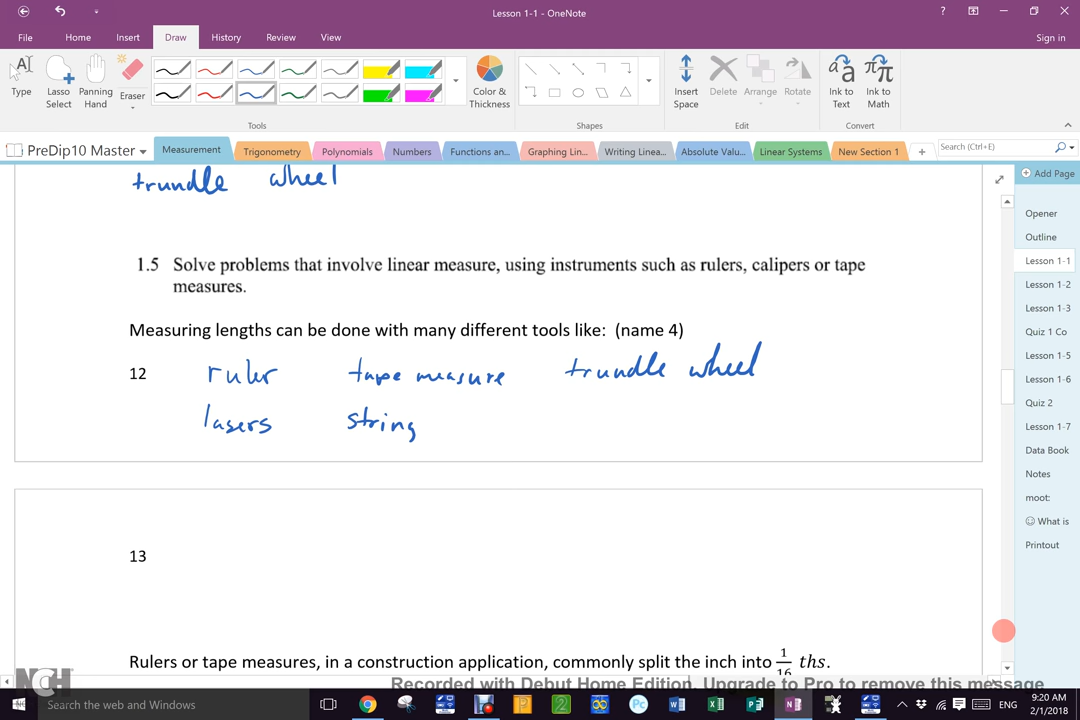 Lesson 1-1 - OneNote
?
File Home Insert Draw History Review View Sign in
Type Lasso Select Panning Hand Eraser Color & Thickness Insert Space Delete Arrange Rotate Ink to Text Ink to Math
Tools Shapes Edit Convert
PreDip10 Master Measurement Trigonometry Polynomials Numbers Functions an... Graphing Lin... Writing Linea... Absolute Valu... Linear Systems New Section 1 + Search (Ctrl+E)
Add Page
Opener
Outline
Lesson 1-1
Lesson 1-2
Lesson 1-3
Quiz 1 Co
Lesson 1-5
Lesson 1-6
Quiz 2
Lesson 1-7
Data Book
Notes
moot:
☺ What is
Printout
trundle wheel
1.5 Solve problems that involve linear measure, using instruments such as rulers, calipers or tape
measures.
Measuring lengths can be done with many different tools like: (name 4)
12 ruler tape measure trundle wheel
lasers string
13
Rulers or tape measures, in a construction application, commonly split the inch into 1/16 ths.
NCH
Recorded with Debut Home Edition. Upgrade to Pro to remove this message
Search the web and Windows
ENG
9:20 AM
2/1/2018